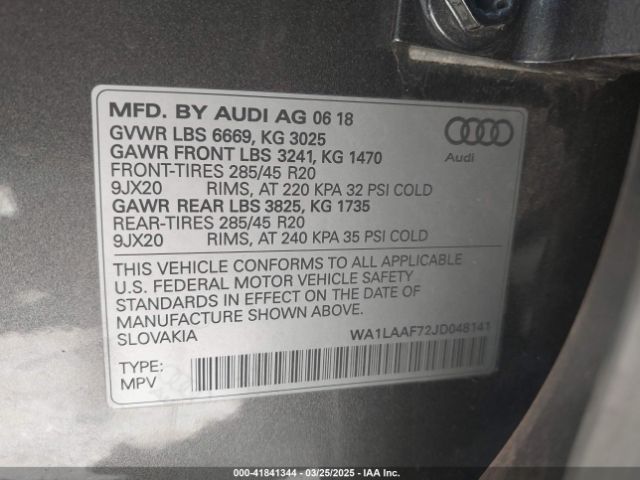 MFD. BY AUDI AG 06 18
GVWR LBS 6669, KG 3025
GAWR FRONT LBS 3241, KG 1470
FRONT-TIRES 285/45 R20
9JX20 RIMS, AT 220 KPA 32 PSI COLD
GAWR REAR LBS 3825, KG 1735
REAR-TIRES 285/45 R20
9JX20 RIMS, AT 240 KPA 35 PSI COLD
Audi
THIS VEHICLE CONFORMS TO ALL APPLICABLE
U.S. FEDERAL MOTOR VEHICLE SAFETY
STANDARDS IN EFFECT ON THE DATE OF
MANUFACTURE SHOWN ABOVE.
SLOVAKIA WA1LAAF72JD048141
TYPE:
MPV
000-41841344 / 03/25/2025 - IAA Inc.